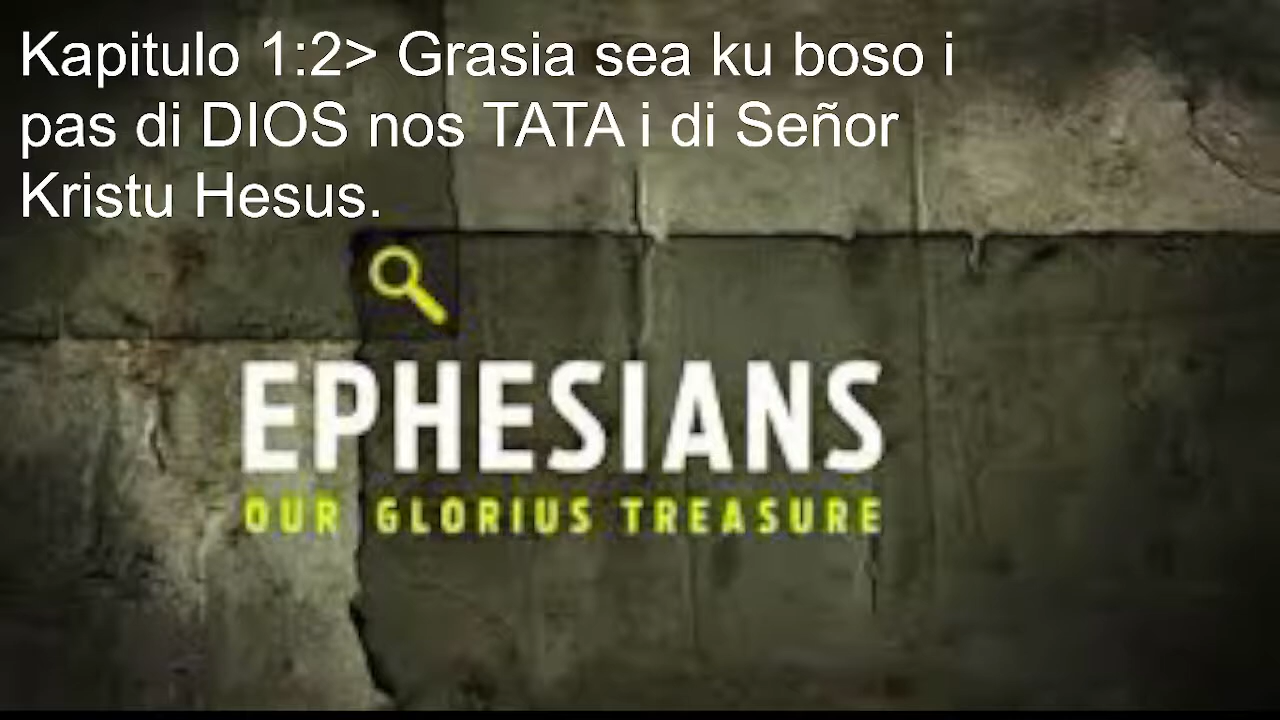 Kapitulo 1:2> Grasia sea ku boso i
pas di DIOS nos TATA i di Señor
Kristu Hesus.
EPHESIANS
OUR GLORIUS TREASURE